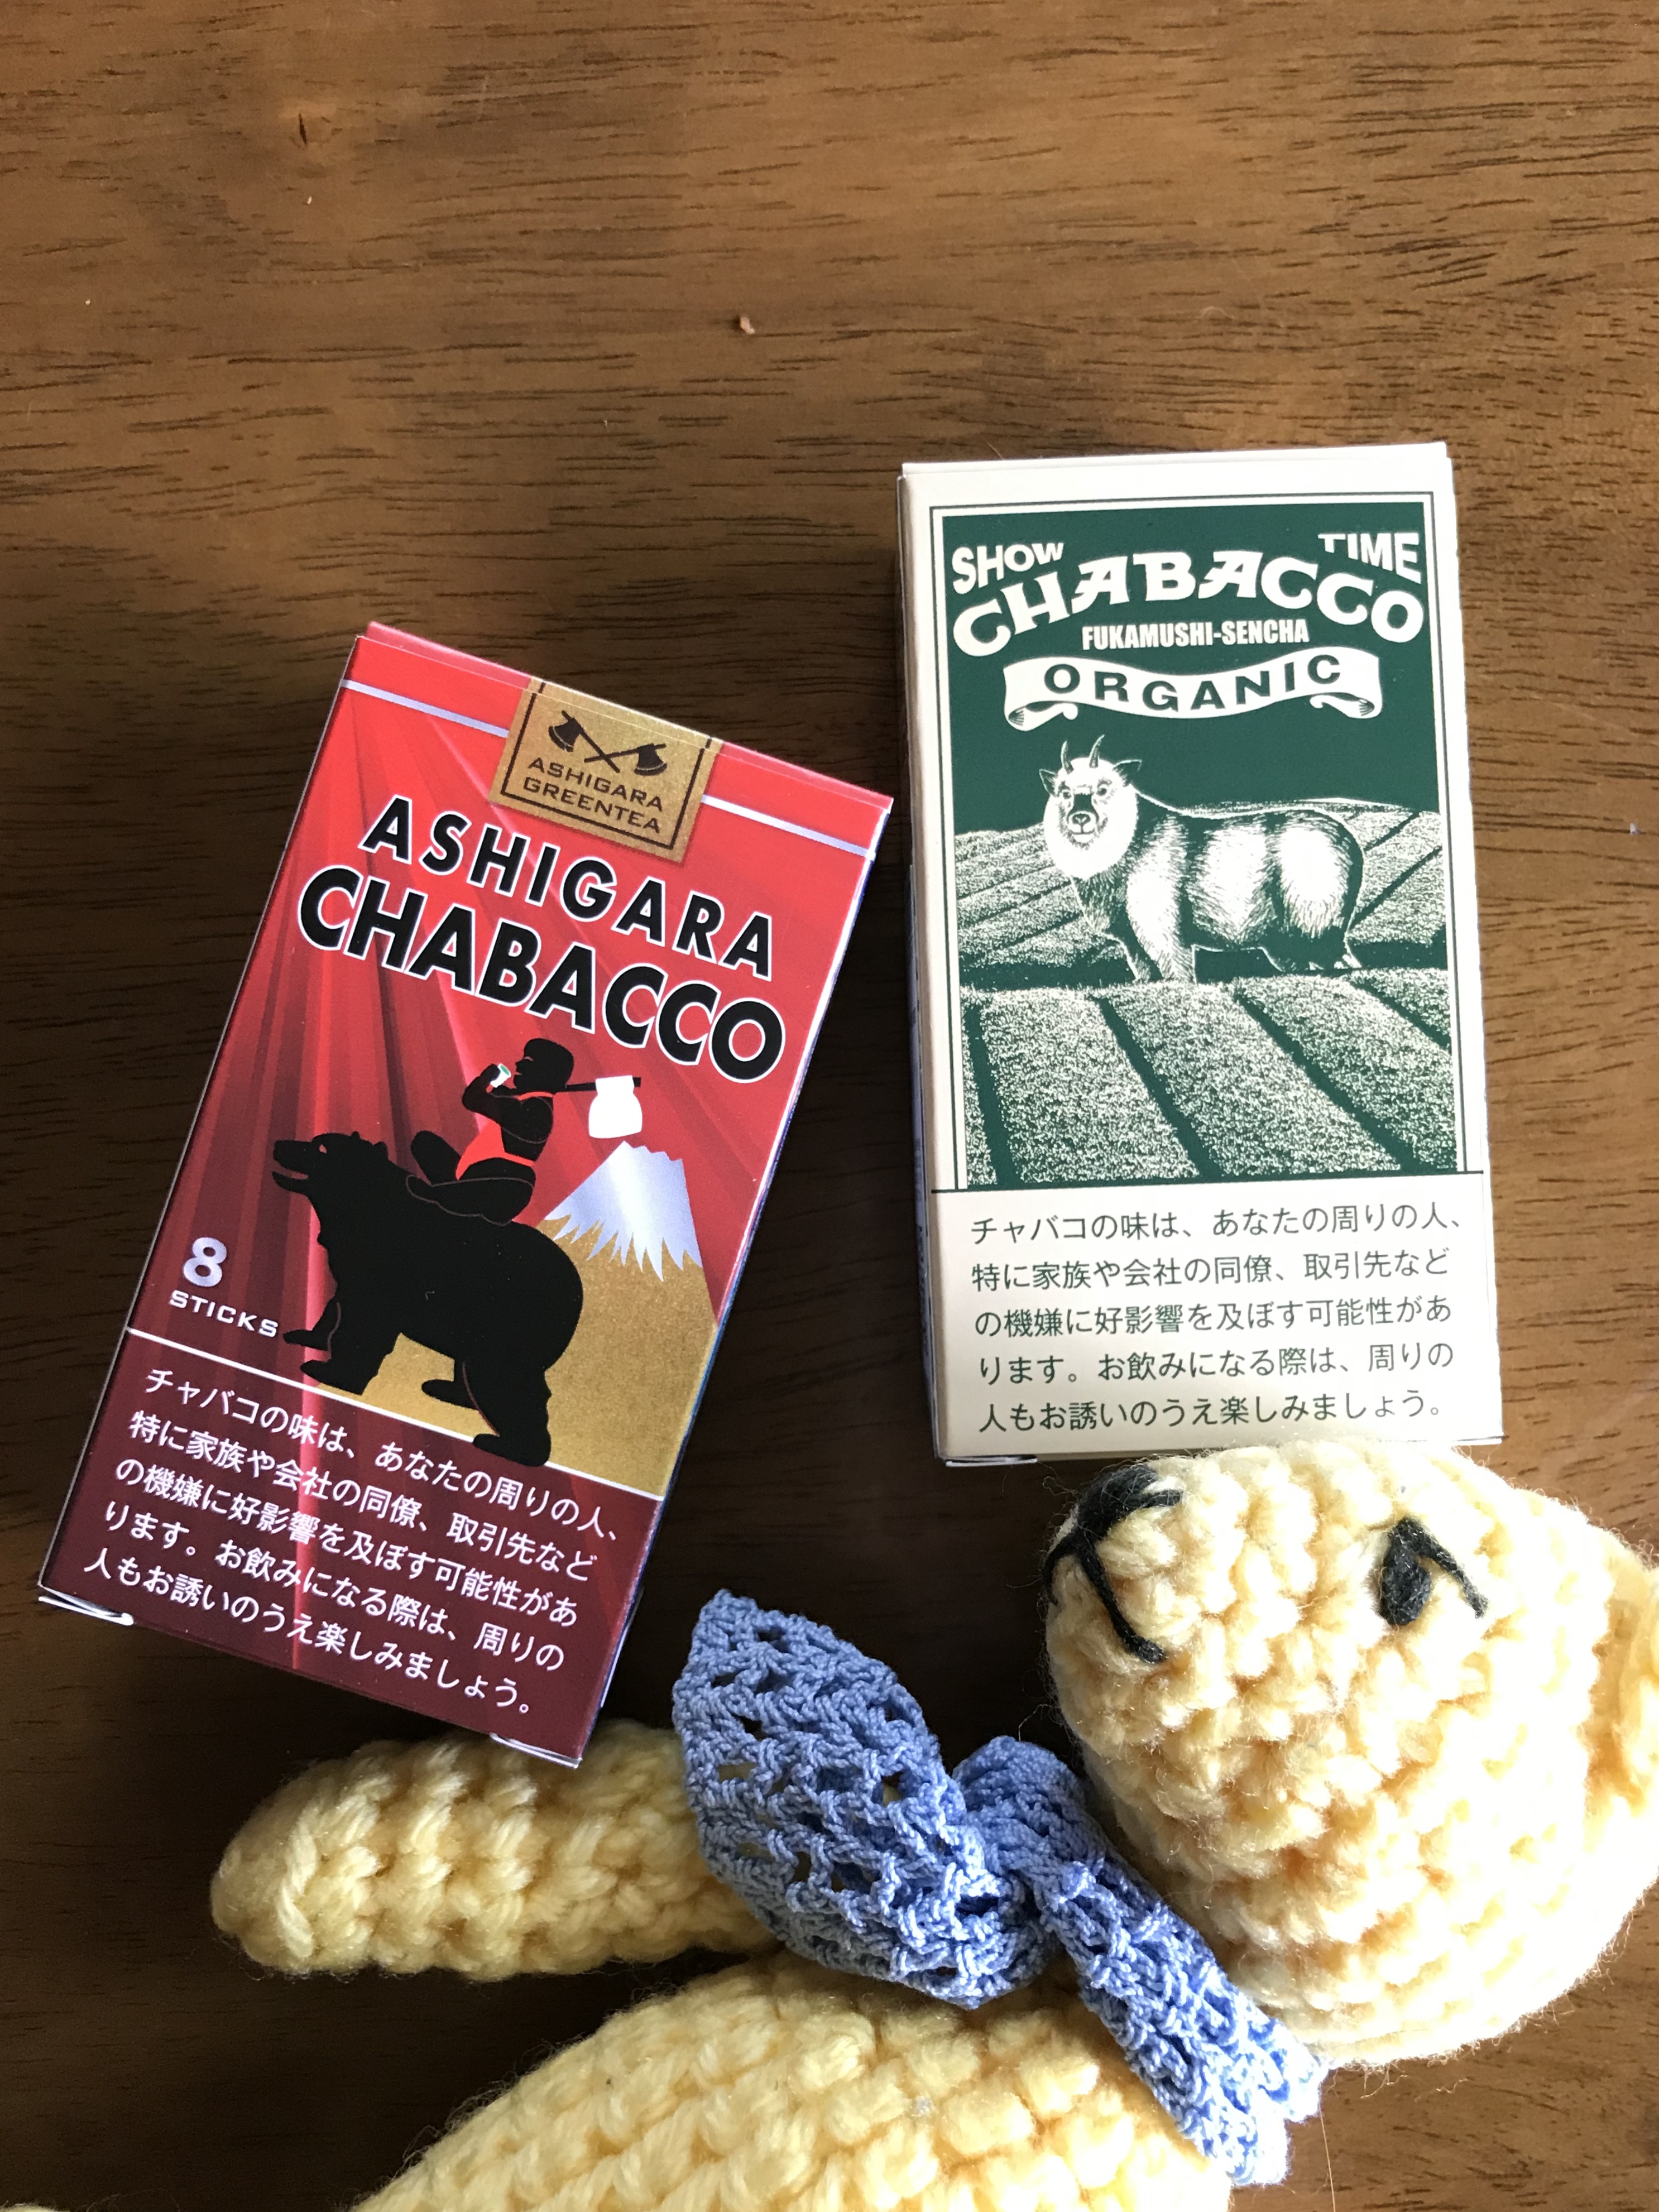 ASHIGARA
GREENTEA
ASHIGARA
CHABACCO
8
STICKS
チャバコの味は、あなたの周りの人、
特に家族や会社の同僚、取引先など
の機嫌に好影響を及ぼす可能性があ
ります。お飲みになる際は、周りの
人もお誘いのうえ楽しみましょう。
SHOW TIME
CHABACCO
FUKAMUSHI-SENCHA
ORGANIC
チャバコの味は、あなたの周りの人、
特に家族や会社の同僚、取引先など
の機嫌に好影響を及ぼす可能性があ
ります。お飲みになる際は、周りの
人もお誘いのうえ楽しみましょう。